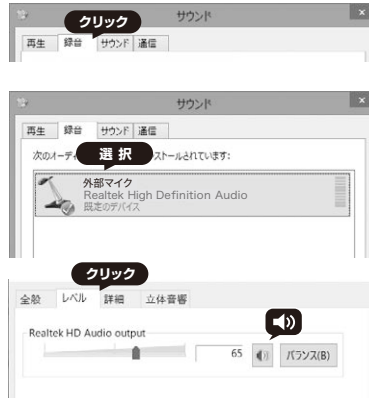 サウンド
×
クリック
再生 録音 サウンド 通信
サウンド
×
再生 録音 サウンド 通信
次のオーディ 選択 ストールされています:
外部マイク
Realtek High Definition Audio
既定のデバイス
クリック
全般 レベル 詳細 立体音響
Realtek HD Audio output
65 バランス(B)